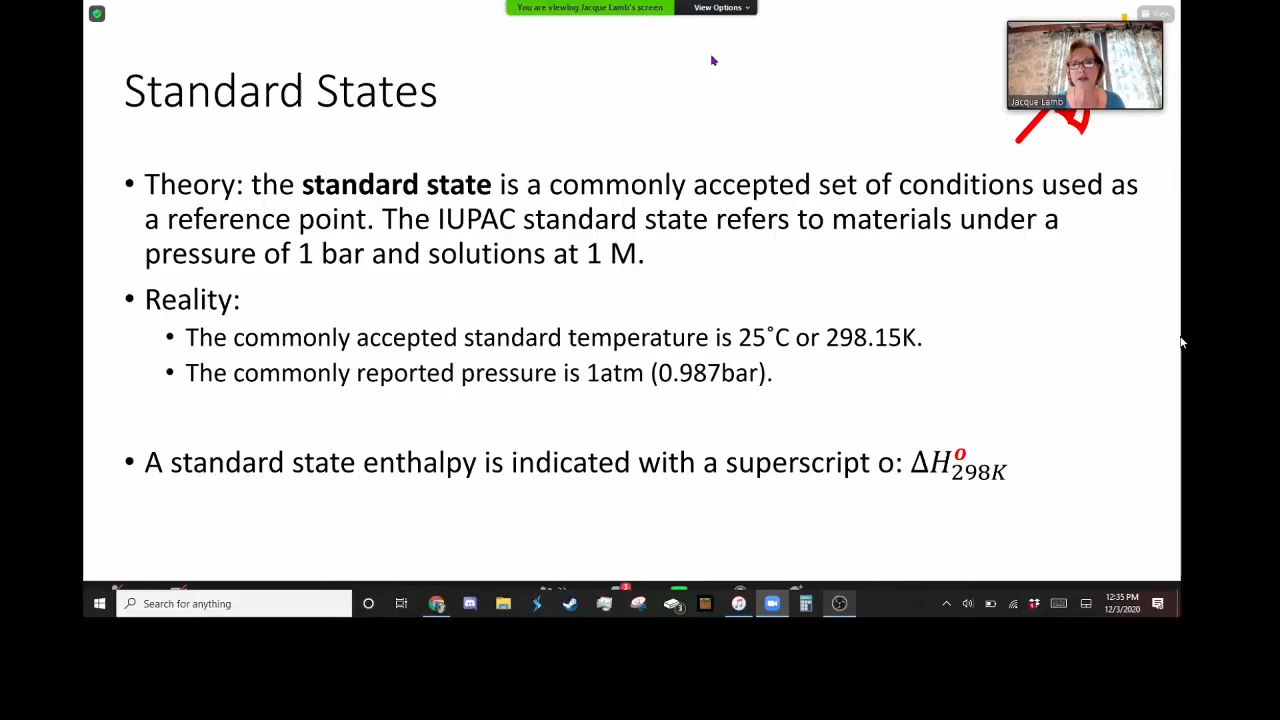 You are viewing Jacque Lamb's screen
View Options
View
Jacque Lamb
Standard States
• Theory: the standard state is a commonly accepted set of conditions used as
a reference point. The IUPAC standard state refers to materials under a
pressure of 1 bar and solutions at 1 M.
• Reality:
• The commonly accepted standard temperature is 25˚C or 298.15K.
• The commonly reported pressure is 1atm (0.987bar).
• A standard state enthalpy is indicated with a superscript o: ΔH°298K
Search for anything
3
3
12:35 PM
12/3/2020